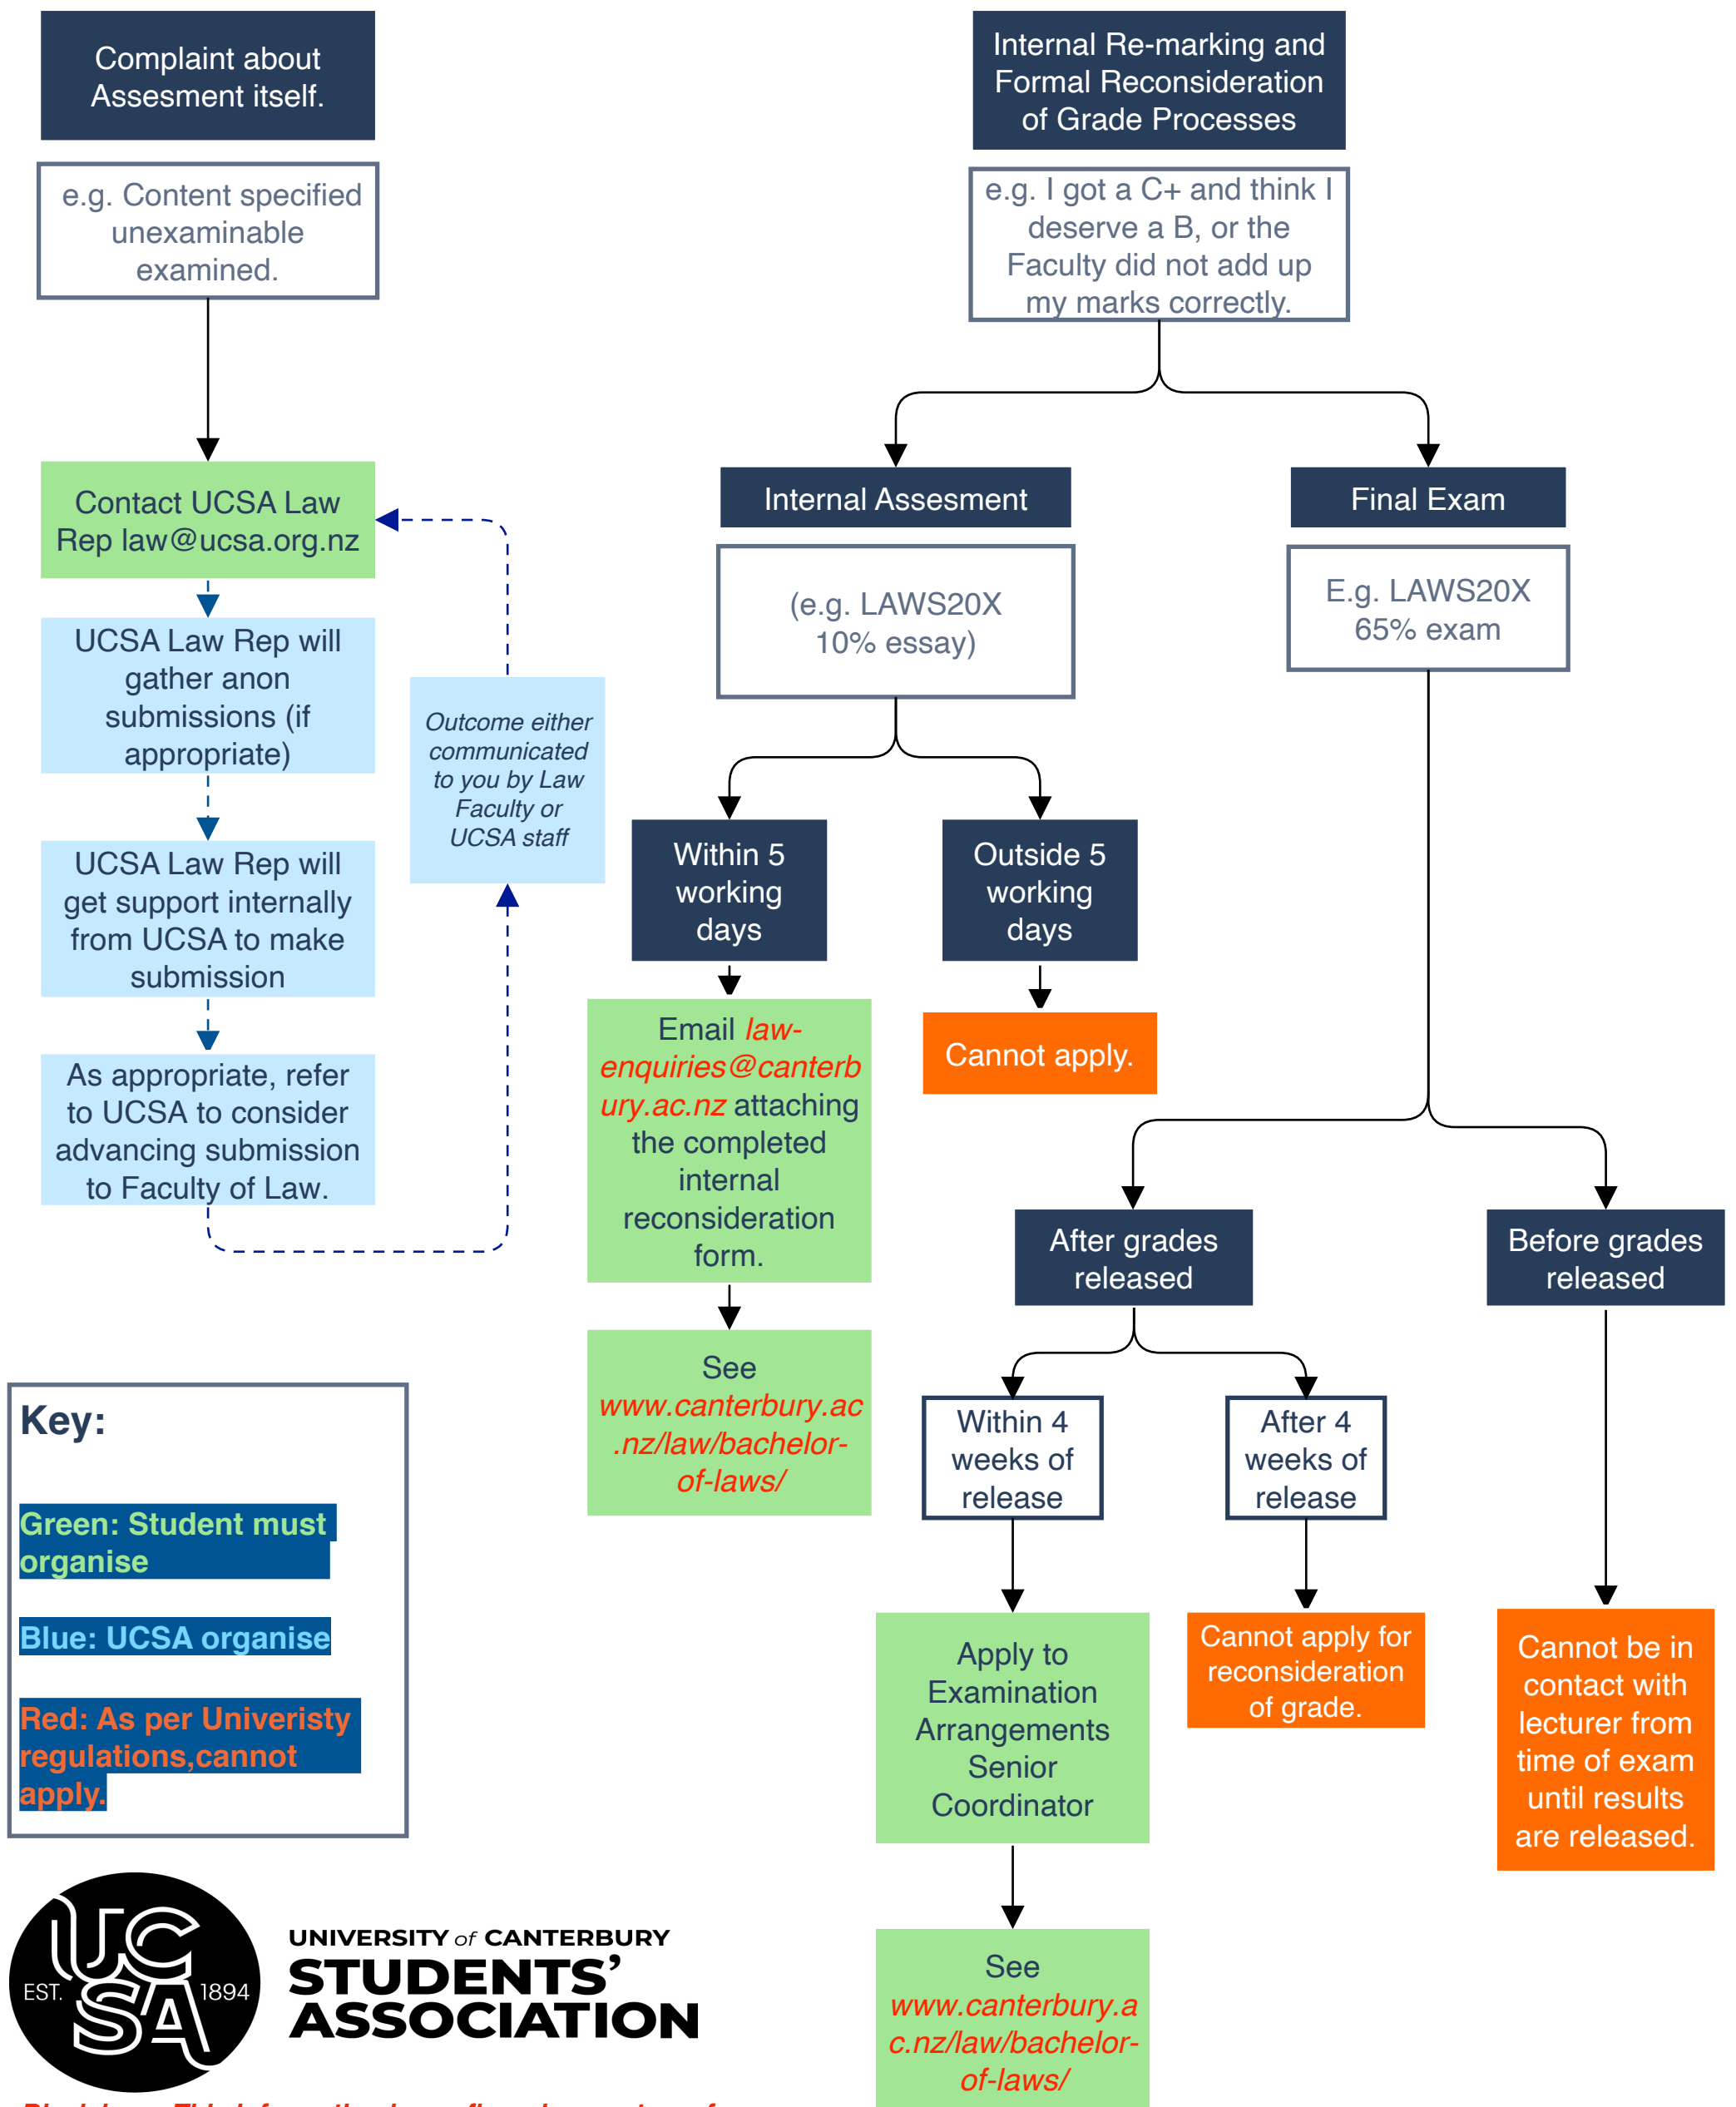 Complaint about
Assesment itself.
e.g. Content specified
unexaminable
examined.
Contact UCSA Law
Rep law@ucsa.org.nz
UCSA Law Rep will
gather anon
submissions (if
appropriate)
UCSA Law Rep will
get support internally
from UCSA to make
submission
As appropriate, refer
to UCSA to consider
advancing submission
to Faculty of Law.
Outcome either
communicated
to you by Law
Faculty or
UCSA staff
Internal Re-marking and
Formal Reconsideration
of Grade Processes
e.g. I got a C+ and think I
deserve a B, or the
Faculty did not add up
my marks correctly.
Internal Assesment
(e.g. LAWS20X
10% essay)
Within 5
working
days
Email law-
enquiries@canterb
ury.ac.nz attaching
the completed
internal
reconsideration
form.
See
www.canterbury.ac
.nz/law/bachelor-
of-laws/
Outside 5
working
days
Cannot apply.
Final Exam
E.g. LAWS20X
65% exam
After grades
released
Within 4
weeks of
release
Apply to
Examination
Arrangements
Senior
Coordinator
See
www.canterbury.a
c.nz/law/bachelor-
of-laws/
After 4
weeks of
release
Cannot apply for
reconsideration
of grade.
Before grades
released
Cannot be in
contact with
lecturer from
time of exam
until results
are released.
Key:
Green: Student must
organise
Blue: UCSA organise
Red: As per Univeristy
regulations,cannot
apply.
UC
SA
EST. 1894
UNIVERSITY of CANTERBURY
STUDENTS’
ASSOCIATION